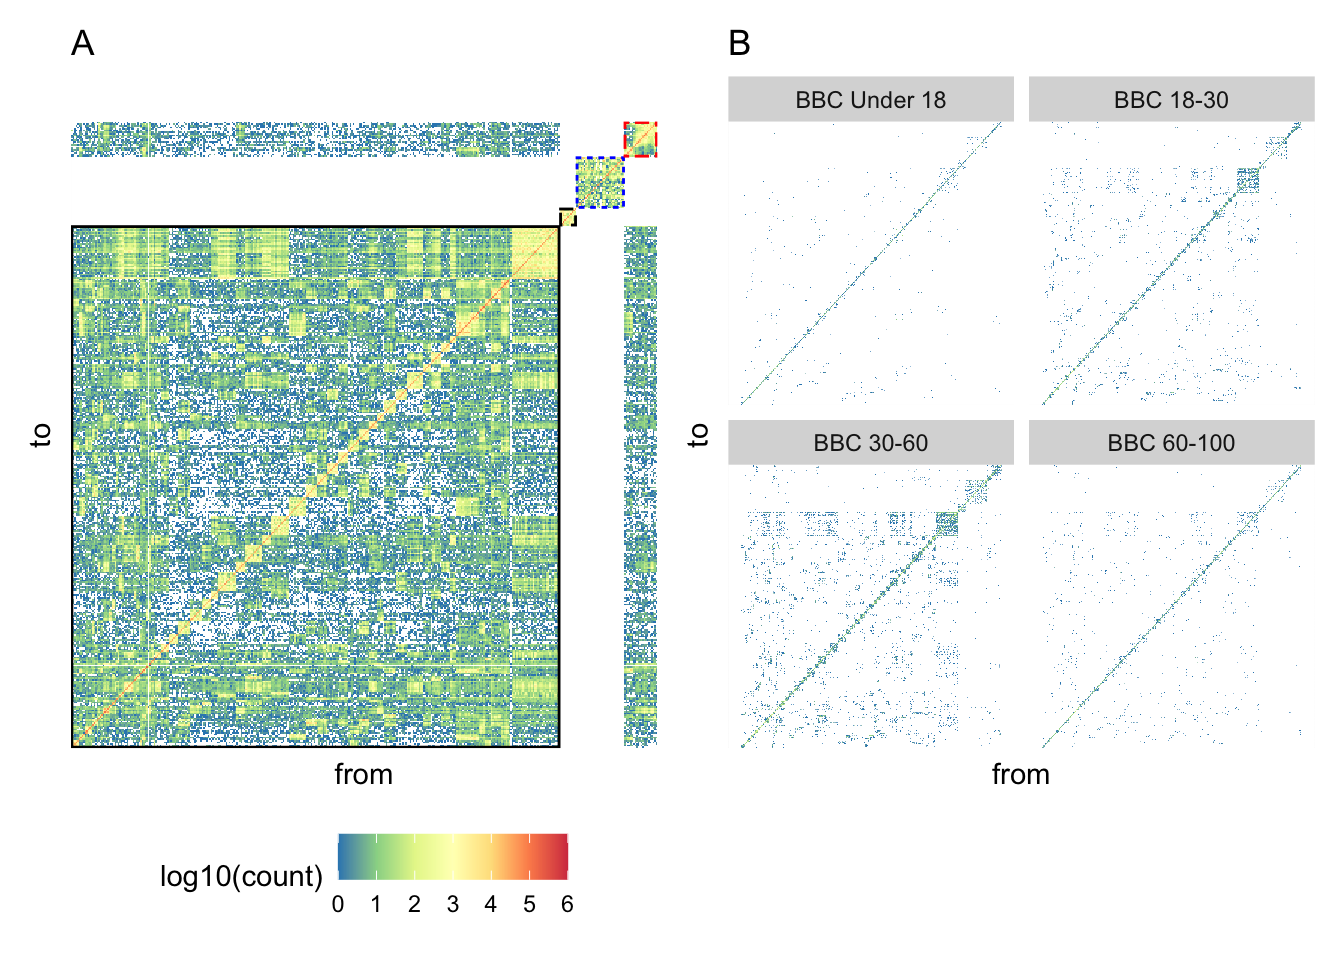 A
B
BBC Under 18
BBC 18-30
to
to
BBC 30-60
BBC 60-100
from
from
log10(count)
0 1 2 3 4 5 6